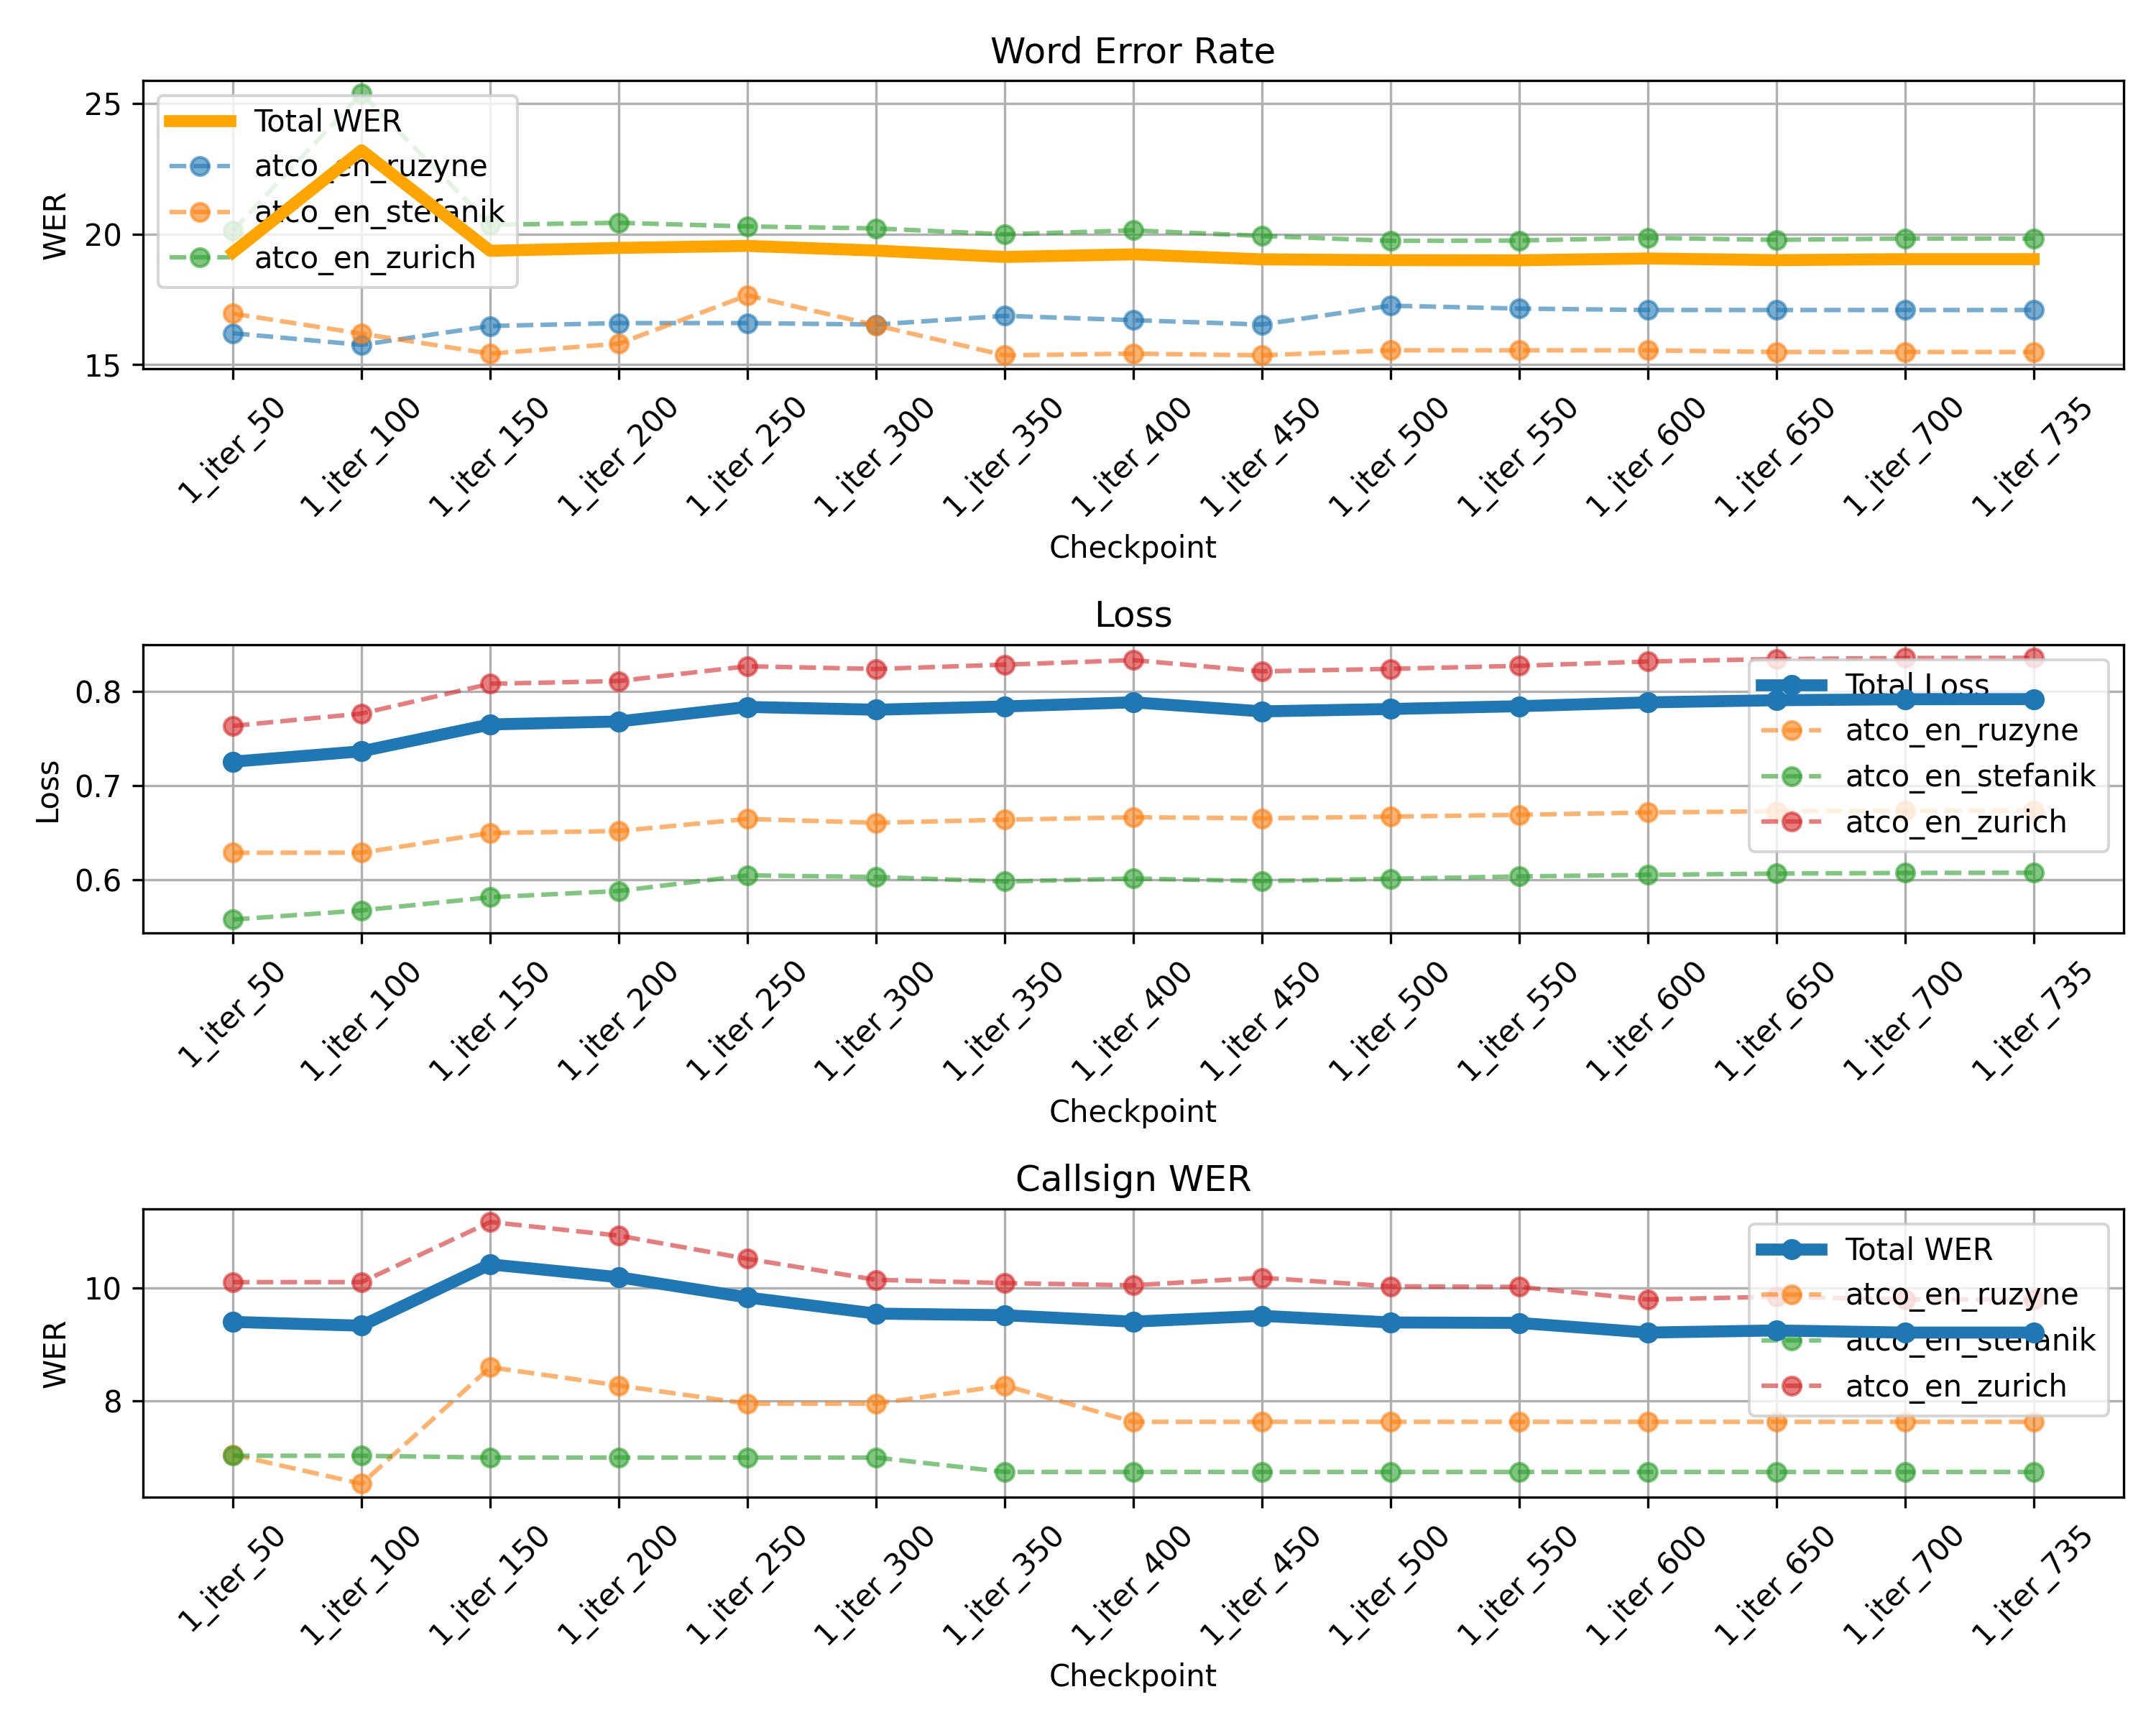 Word Error Rate
WER
25
20
15
Total WER
atco_en_ruzyne
atco_en_stefanik
atco_en_zurich
1_iter_50
1_iter_100
1_iter_150
1_iter_200
1_iter_250
1_iter_300
1_iter_350
1_iter_400
1_iter_450
1_iter_500
1_iter_550
1_iter_600
1_iter_650
1_iter_700
1_iter_735
Checkpoint
Loss
Loss
0.8
0.7
0.6
Total Loss
atco_en_ruzyne
atco_en_stefanik
atco_en_zurich
1_iter_50
1_iter_100
1_iter_150
1_iter_200
1_iter_250
1_iter_300
1_iter_350
1_iter_400
1_iter_450
1_iter_500
1_iter_550
1_iter_600
1_iter_650
1_iter_700
1_iter_735
Checkpoint
Callsign WER
WER
10
8
Total WER
atco_en_ruzyne
atco_en_stefanik
atco_en_zurich
1_iter_50
1_iter_100
1_iter_150
1_iter_200
1_iter_250
1_iter_300
1_iter_350
1_iter_400
1_iter_450
1_iter_500
1_iter_550
1_iter_600
1_iter_650
1_iter_700
1_iter_735
Checkpoint